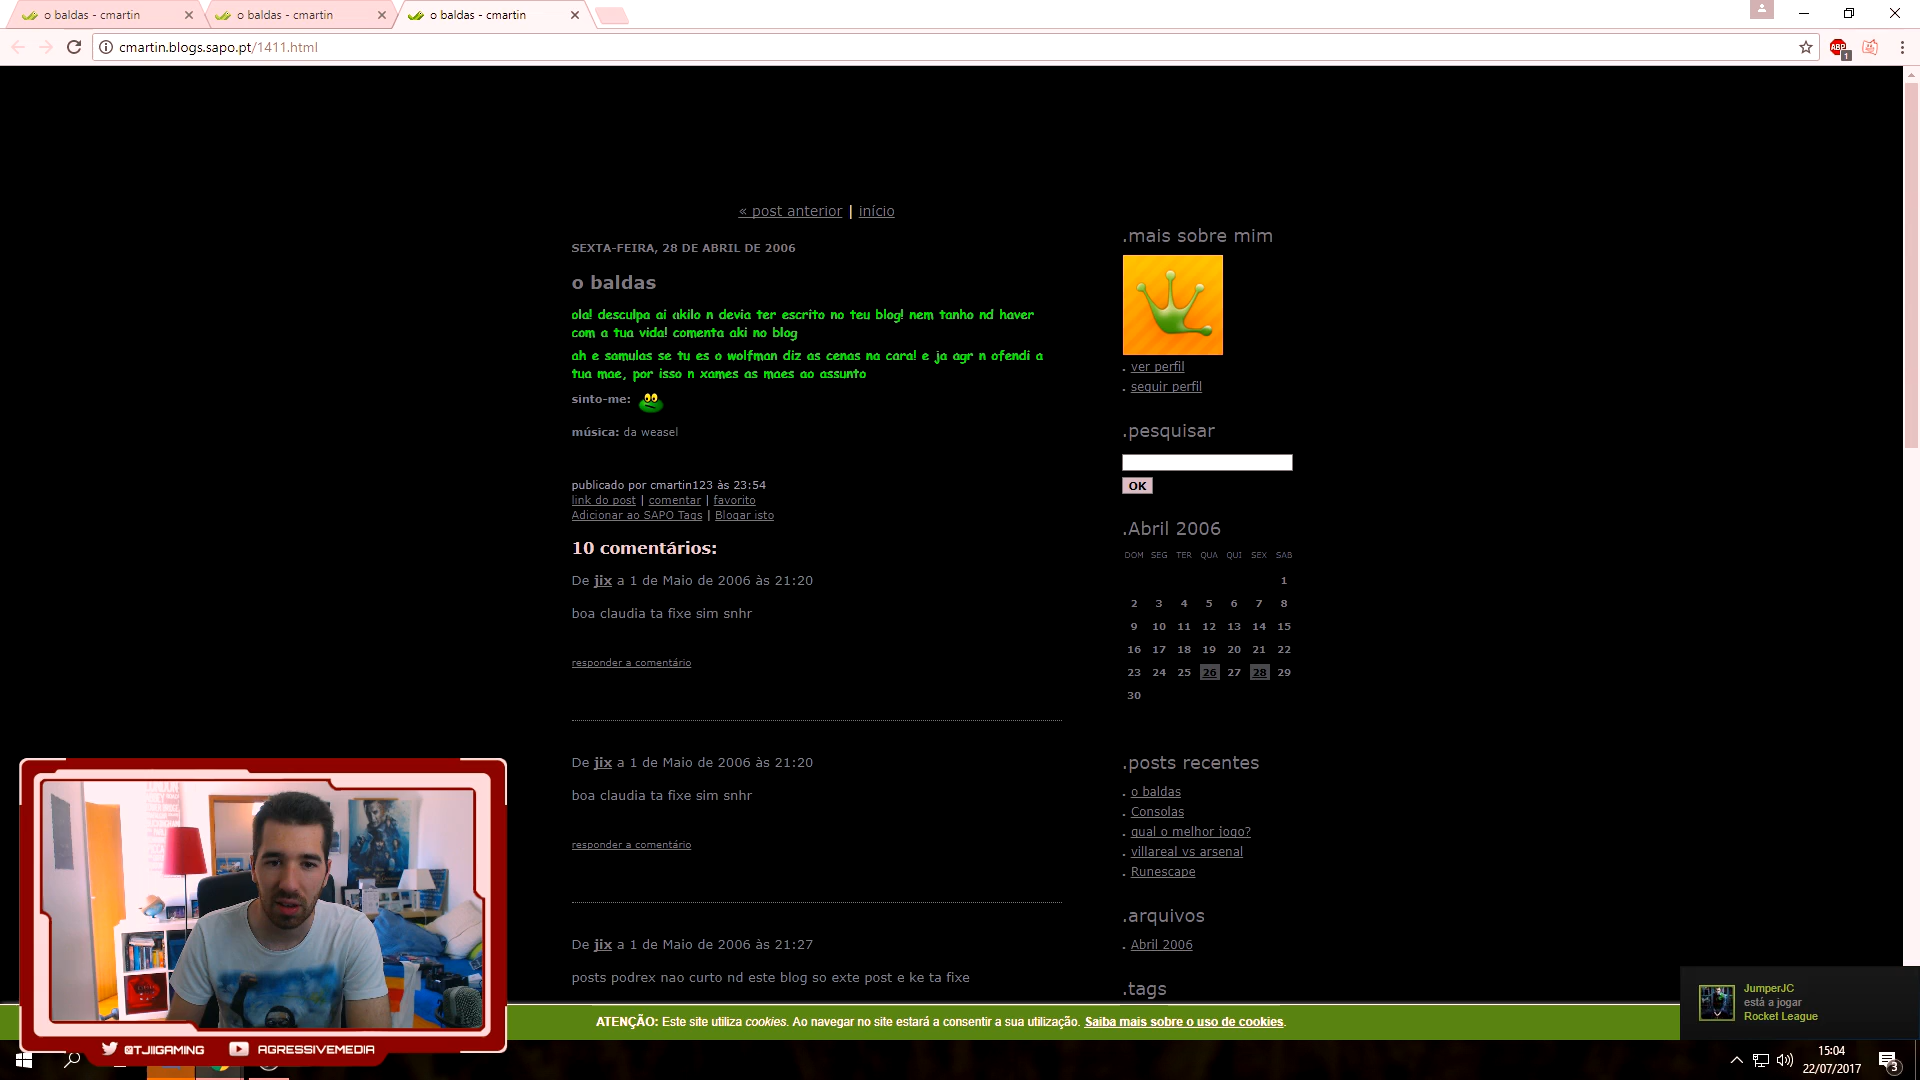 o baldas - cmartin
o baldas - cmartin
o baldas - cmartin
cmartin.blogs.sapo.pt/1411.html
ABP
1
« post anterior | início
SEXTA-FEIRA, 28 DE ABRIL DE 2006
o baldas
ola! desculpa ai akilo n devia ter escrito no teu blog! nem tanho nd haver
com a tua vida! comenta aki no blog
ah e samulas se tu es o wolfman diz as cenas na cara! e ja agr n ofendi a
tua mae, por isso n xames as maes ao assunto
sinto-me:
música: da weasel
publicado por cmartin123 às 23:54
link do post | comentar | favorito
Adicionar ao SAPO Tags | Blogar isto
10 comentários:
De jix a 1 de Maio de 2006 às 21:20
boa claudia ta fixe sim snhr
responder a comentário
De jix a 1 de Maio de 2006 às 21:20
boa claudia ta fixe sim snhr
responder a comentário
De jix a 1 de Maio de 2006 às 21:27
posts podrex nao curto nd este blog so exte post e ke ta fixe
.mais sobre mim
. ver perfil
. seguir perfil
.pesquisar
OK
.Abril 2006
DOM SEG TER QUA QUI SEX SAB
1
2 3 4 5 6 7 8
9 10 11 12 13 14 15
16 17 18 19 20 21 22
23 24 25 26 27 28 29
30
.posts recentes
. o baldas
. Consolas
. qual o melhor jogo?
. villareal vs arsenal
. Runescape
.arquivos
. Abril 2006
.tags
JumperJC
está a jogar
Rocket League
ATENÇÃO: Este site utiliza cookies. Ao navegar no site estará a consentir a sua utilização. Saiba mais sobre o uso de cookies.
@TJIIGAMING
AGRESSIVEMEDIA
15:04
22/07/2017
3